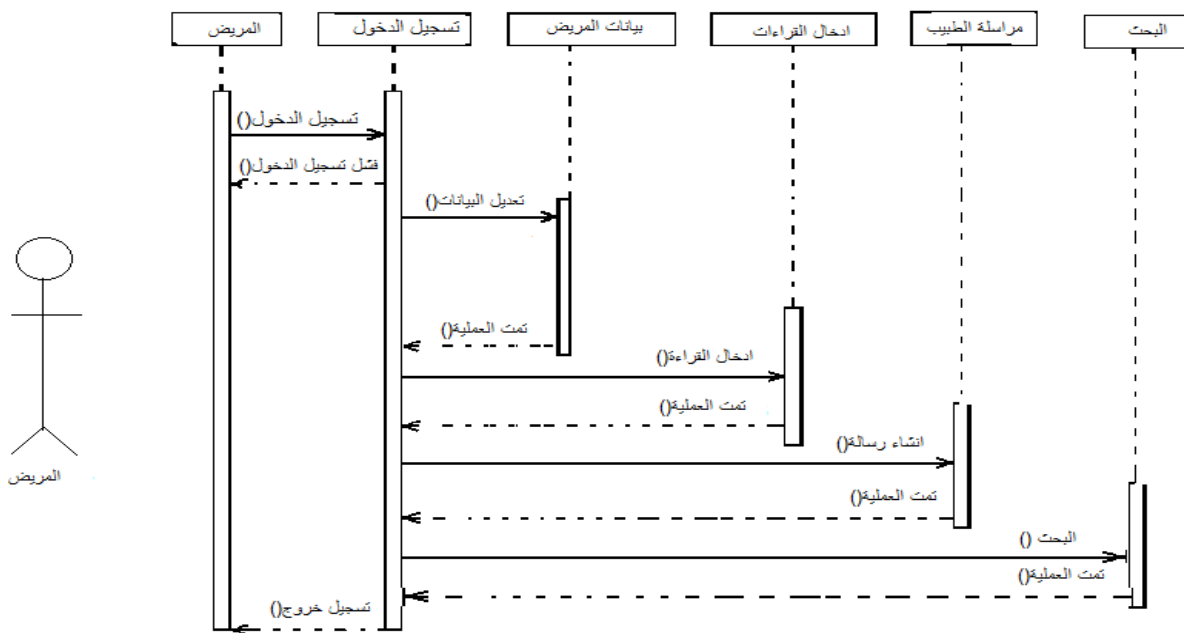 المريض
تسجيل الدخول
بيانات المريض
ادخال القراءات
مراسلة الطبيب
البحث
تسجيل الدخول()
فشل تسجيل الدخول()
تعديل البيانات()
تمت العملية()
ادخال القراءة()
تمت العملية()
انشاء رسالة()
تمت العملية()
البحث ()
تمت العملية()
تسجيل خروج()
المريض